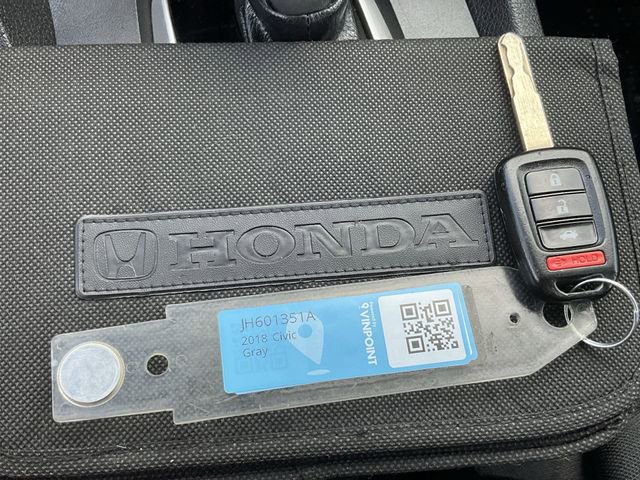 HONDA
HOLD
JH601351A
2018 Civic
Gray
VINPOINT